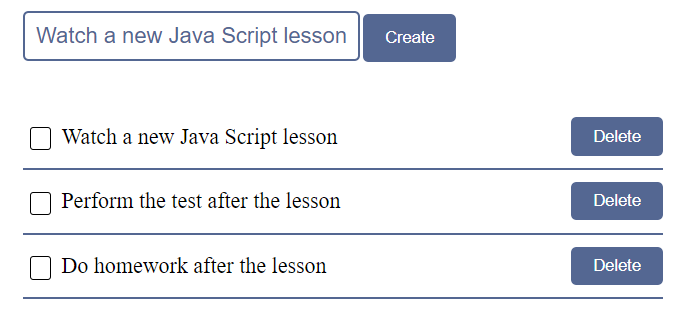 Watch a new Java Script lesson Create
Watch a new Java Script lesson Delete
Perform the test after the lesson Delete
Do homework after the lesson Delete